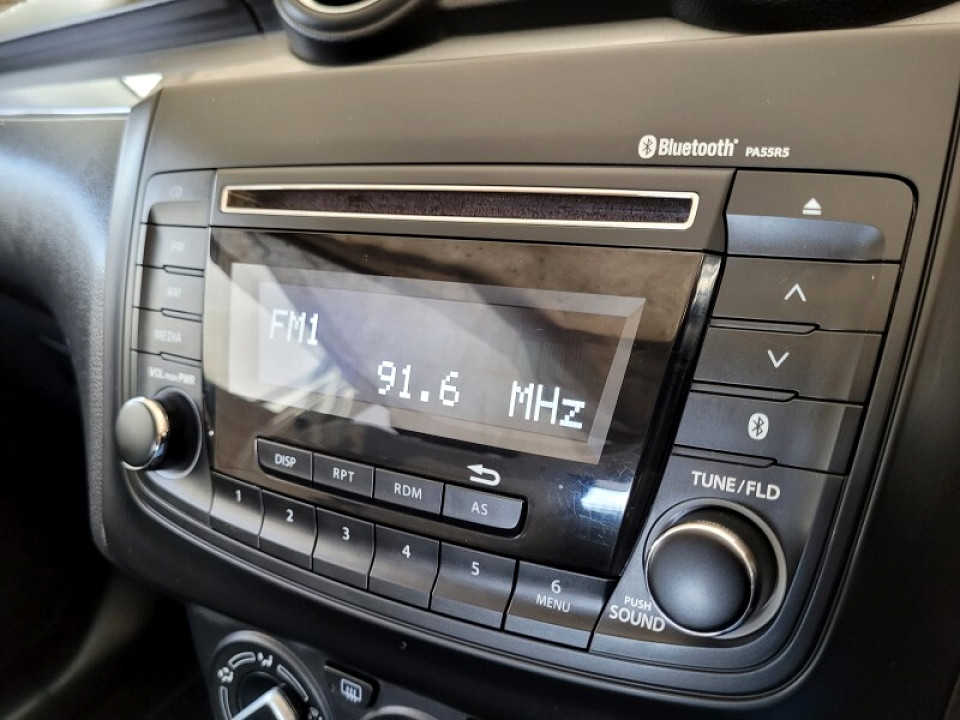 Bluetooth® PA55R5
CD
FM
AM
MEDIA
VOL PUSH PWR
FM1
91.6 MHz
DISP
RPT
RDM
AS
1
2
3
4
5
6
MENU
TUNE/FLD
PUSH
SOUND